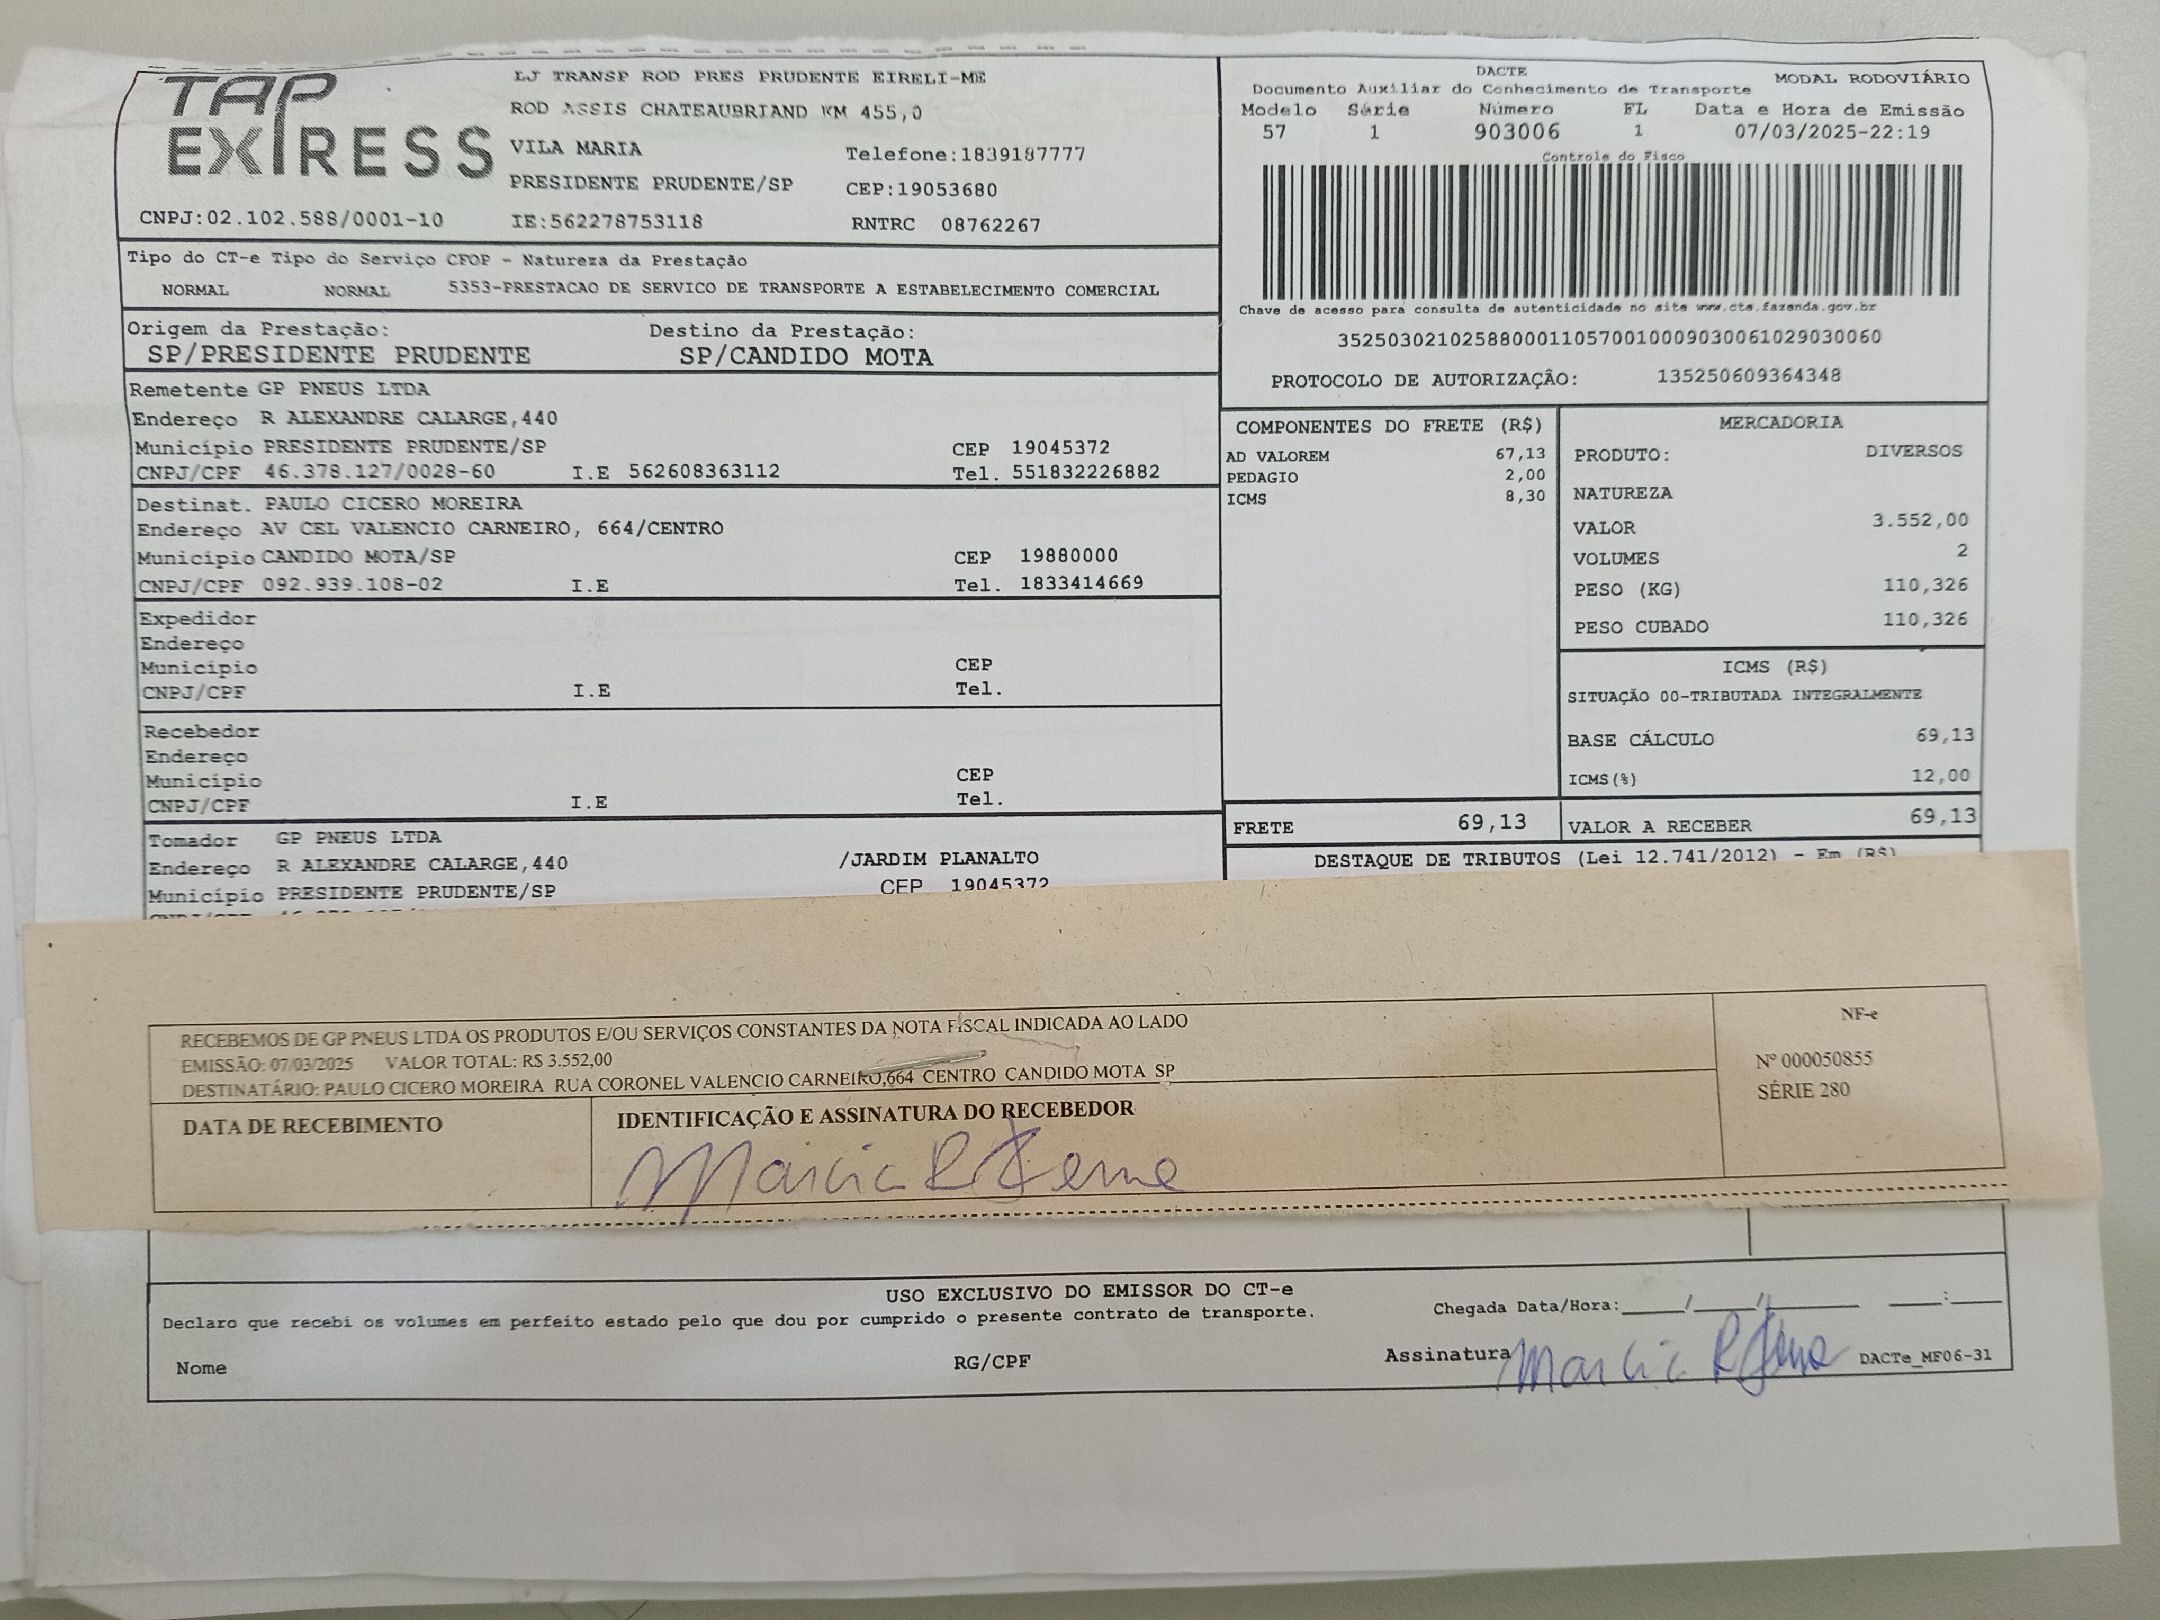 TAP EXPRESS
LJ TRANSP ROD PRES PRUDENTE EIRELI-ME
ROD ASSIS CHATEAUBRIAND KM 455,0
VILA MARIA Telefone:1839187777
PRESIDENTE PRUDENTE/SP CEP:19053680
CNPJ:02.102.588/0001-10 IE:562278753118 RNTRC 08762267
DACTE MODAL RODOVIÁRIO
Documento Auxiliar do Conhecimento de Transporte
Modelo Série Número FL Data e Hora de Emissão
57 1 903006 1 07/03/2025-22:19
Controle do Fisco
Chave de acesso para consulta de autenticidade no site www.cte.fazenda.gov.br
35250302102588000110570010009030061029030060
PROTOCOLO DE AUTORIZAÇÃO: 135250609364348
Tipo do CT-e Tipo do Serviço CFOP - Natureza da Prestação
NORMAL NORMAL 5353-PRESTACAO DE SERVICO DE TRANSPORTE A ESTABELECIMENTO COMERCIAL
Origem da Prestação: Destino da Prestação:
SP/PRESIDENTE PRUDENTE SP/CANDIDO MOTA
Remetente GP PNEUS LTDA
Endereço R ALEXANDRE CALARGE,440
Município PRESIDENTE PRUDENTE/SP CEP 19045372
CNPJ/CPF 46.378.127/0028-60 I.E 562608363112 Tel. 551832226882
Destinat. PAULO CICERO MOREIRA
Endereço AV CEL VALENCIO CARNEIRO, 664/CENTRO
Município CANDIDO MOTA/SP CEP 19880000
CNPJ/CPF 092.939.108-02 I.E Tel. 1833414669
Expedidor
Endereço
Município CEP
CNPJ/CPF I.E Tel.
Recebedor
Endereço
Município CEP
CNPJ/CPF I.E Tel.
Tomador GP PNEUS LTDA
Endereço R ALEXANDRE CALARGE,440 /JARDIM PLANALTO
Município PRESIDENTE PRUDENTE/SP CEP 19045372
COMPONENTES DO FRETE (R$)
AD VALOREM 67,13
PEDAGIO 2,00
ICMS 8,30
MERCADORIA
PRODUTO: DIVERSOS
NATUREZA
VALOR 3.552,00
VOLUMES 2
PESO (KG) 110,326
PESO CUBADO 110,326
ICMS (R$)
SITUAÇÃO 00-TRIBUTADA INTEGRALMENTE
BASE CÁLCULO 69,13
ICMS(%) 12,00
FRETE 69,13 VALOR A RECEBER 69,13
DESTAQUE DE TRIBUTOS (Lei 12.741/2012) - Em (R$)
RECEBEMOS DE GP PNEUS LTDA OS PRODUTOS E/OU SERVIÇOS CONSTANTES DA NOTA FISCAL INDICADA AO LADO
EMISSÃO: 07/03/2025 VALOR TOTAL: R$ 3.552,00
DESTINATÁRIO: PAULO CICERO MOREIRA RUA CORONEL VALENCIO CARNEIRO,664 CENTRO CANDIDO MOTA SP
DATA DE RECEBIMENTO IDENTIFICAÇÃO E ASSINATURA DO RECEBEDOR
Marcia R
NF-e
Nº 000050855
SÉRIE 280
USO EXCLUSIVO DO EMISSOR DO CT-e
Declaro que recebi os volumes em perfeito estado pelo que dou por cumprido o presente contrato de transporte.
Chegada Data/Hora:____/____/______ ___:___
Nome RG/CPF Assinatura Marcia R DACTe_MF06-31